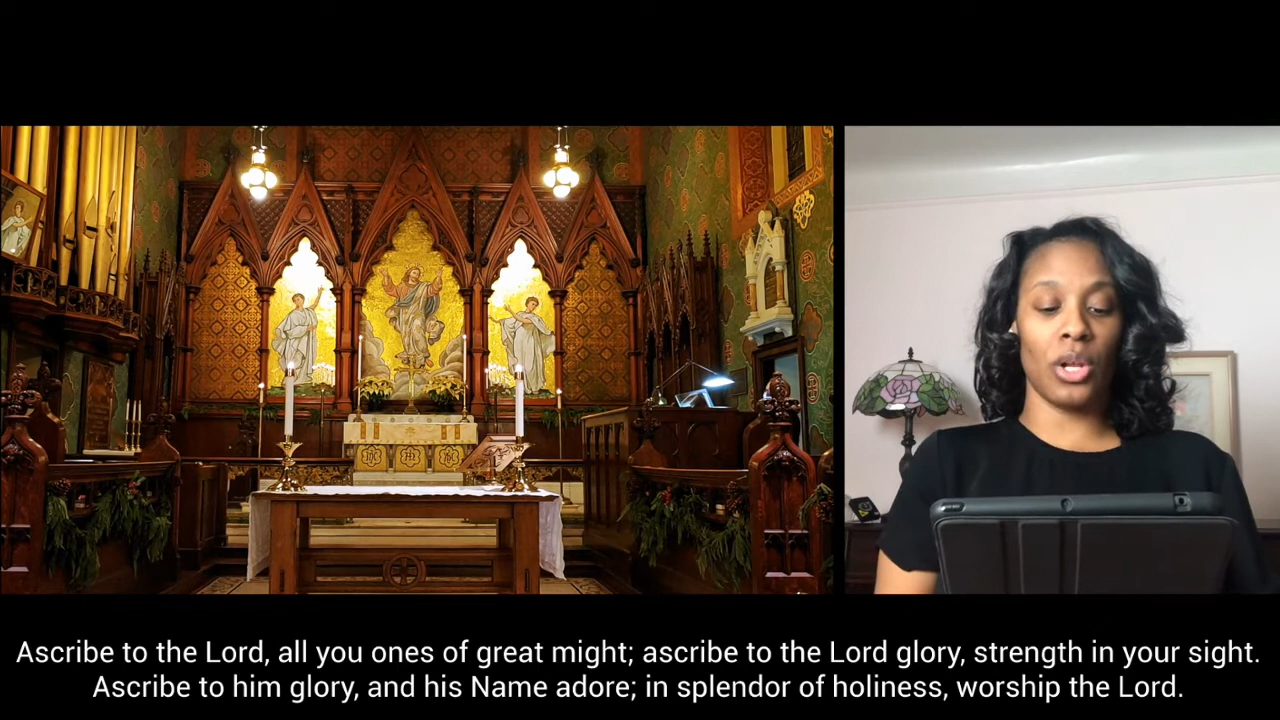 Ascribe to the Lord, all you ones of great might; ascribe to the Lord glory, strength in your sight.
Ascribe to him glory, and his Name adore; in splendor of holiness, worship the Lord.